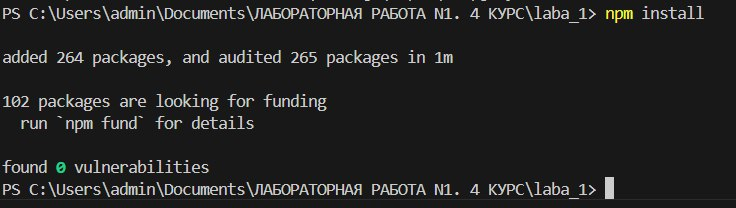 PS C:\Users\admin\Documents\ЛАБОРАТОРНАЯ РАБОТА N1. 4 КУРС\laba_1> npm install
added 264 packages, and audited 265 packages in 1m
102 packages are looking for funding
run `npm fund` for details
found 0 vulnerabilities
PS C:\Users\admin\Documents\ЛАБОРАТОРНАЯ РАБОТА N1. 4 КУРС\laba_1>